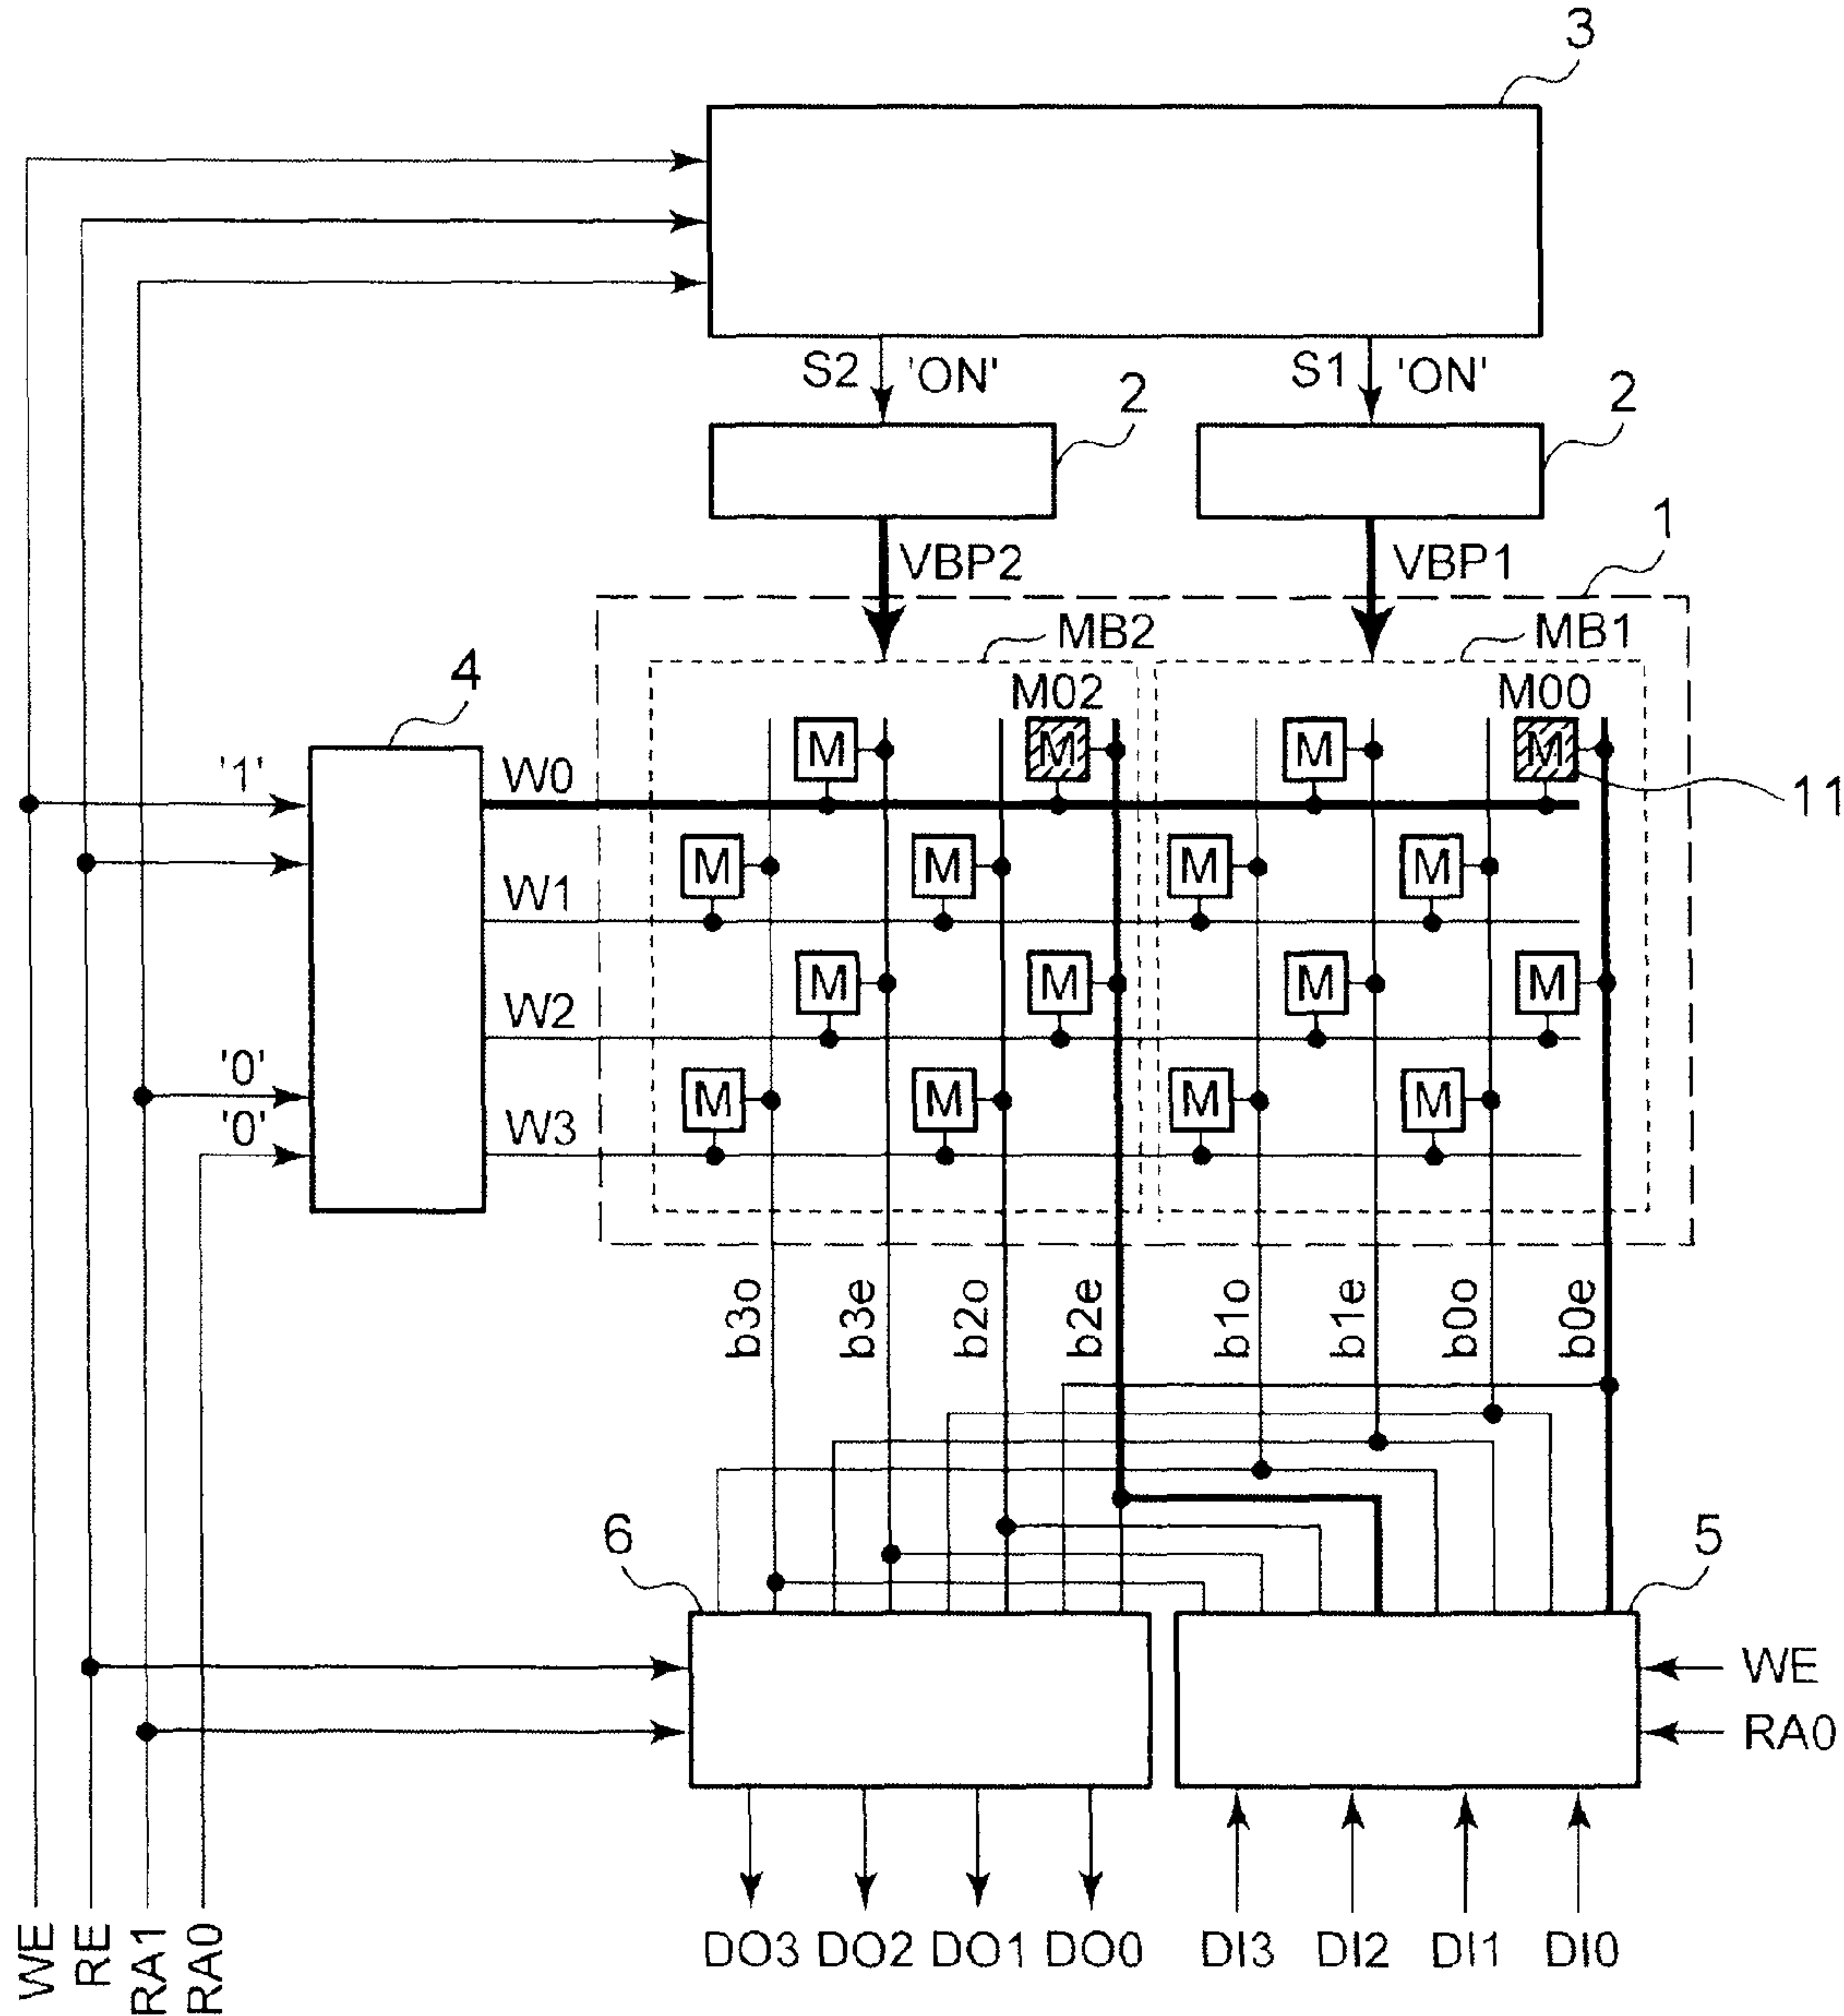 3
S2 'ON' S1 'ON'
2 2
VBP2 VBP1 1
MB2 MB1
4 M02 M00
M M M M
'1' W0 11
M M M M
W1
M M M M
W2
'0' M M M M
'0' W3
b3o b3e b2o b2e b1o b1e b0o b0e
6 5
WE
RA0
WE RE RA1 RA0
DO3 DO2 DO1 DO0 DI3 DI2 DI1 DI0